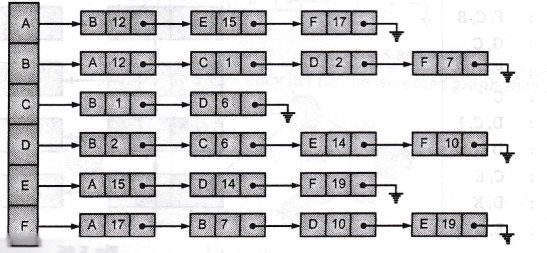 A B 12 E 15 F 17
B A 12 C 1 D 2 F 7
C B 1 D 6
D B 2 C 6 E 14 F 10
E A 15 D 14 F 19
F A 17 B 7 D 10 E 19